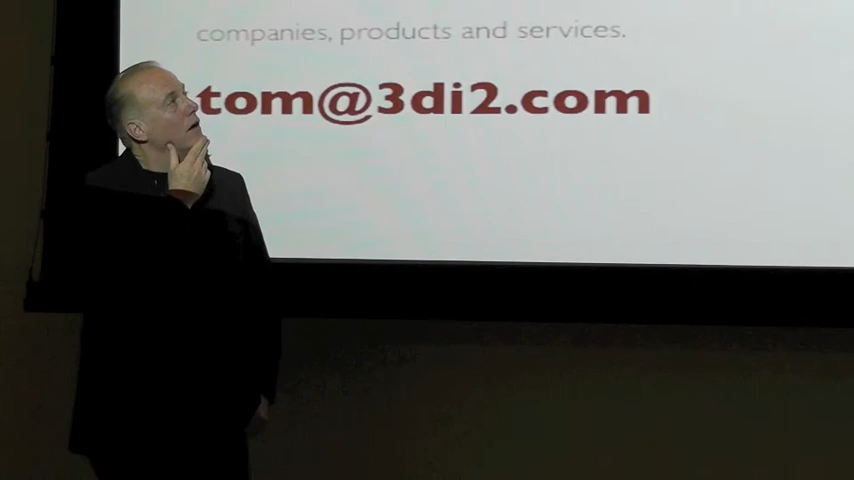 companies, products and services.
tom@3di2.com